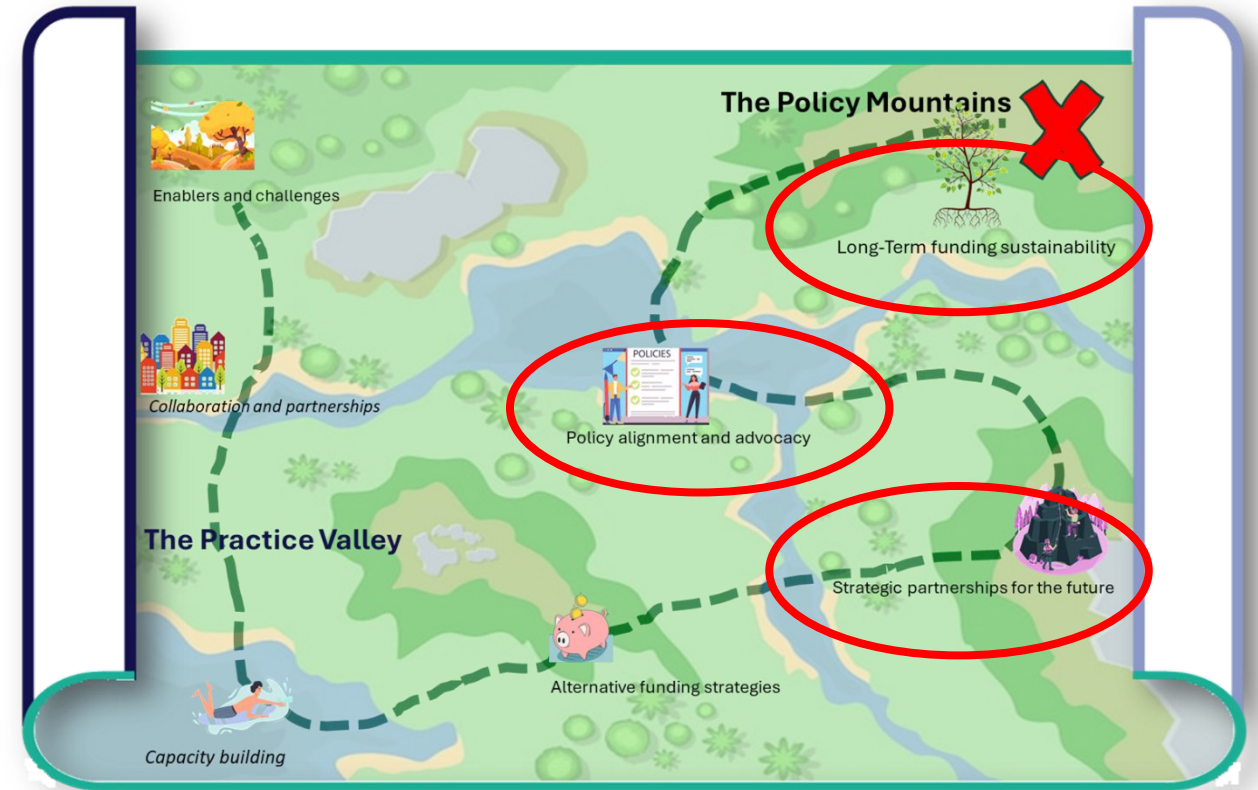 The Policy Mountains
Enablers and challenges
Long-Term funding sustainability
POLICIES
Collaboration and partnerships
Policy alignment and advocacy
The Practice Valley
Strategic partnerships for the future
Alternative funding strategies
Capacity building